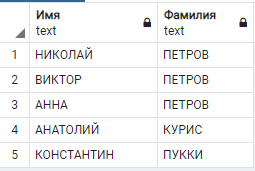 Имя Фамилия
text text
1 НИКОЛАЙ ПЕТРОВ
2 ВИКТОР ПЕТРОВ
3 АННА ПЕТРОВ
4 АНАТОЛИЙ КУРИС
5 КОНСТАНТИН ПУККИ